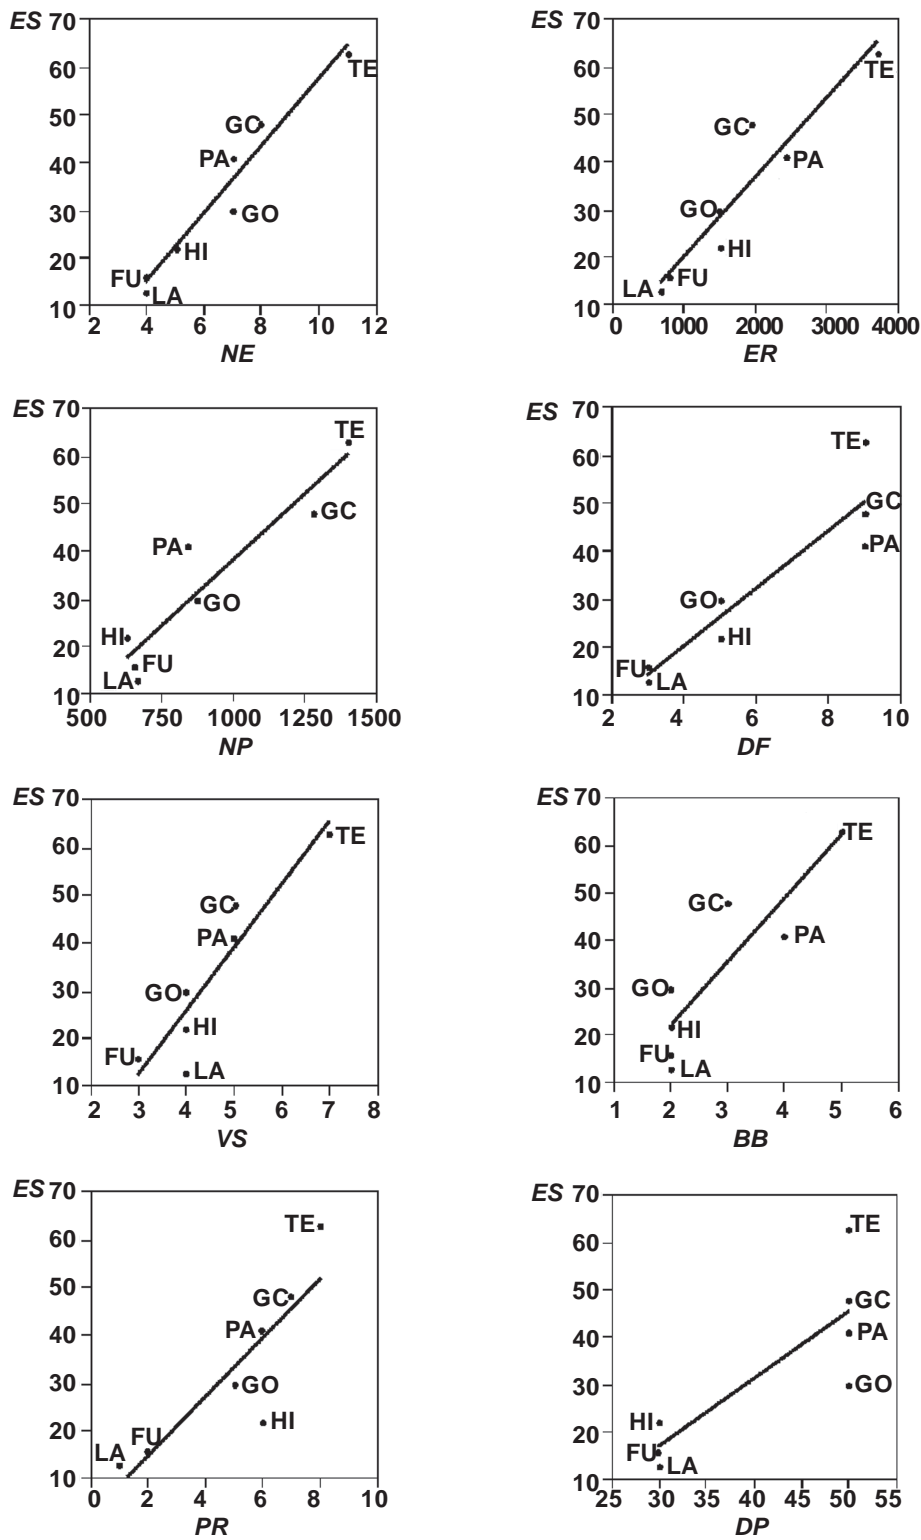 ES 70
60
50
40
30
20
10
TE
GC
PA
GO
HI
FU
LA
2 4 6 8 10 12
NE
ES 70
60
50
40
30
20
10
TE
GC
PA
GO
HI
FU
LA
0 1000 2000 3000 4000
ER
ES 70
60
50
40
30
20
10
TE
GC
PA
GO
HI
FU
LA
500 750 1000 1250 1500
NP
ES 70
60
50
40
30
20
10
TE
GC
PA
GO
HI
FU
LA
2 4 6 8 10
DF
ES 70
60
50
40
30
20
10
TE
GC
PA
GO
HI
FU
LA
2 3 4 5 6 7 8
VS
ES 70
60
50
40
30
20
10
TE
GC
PA
GO
HI
FU
LA
1 2 3 4 5 6
BB
ES 70
60
50
40
30
20
10
TE
GC
PA
GO
HI
FU
LA
0 2 4 6 8 10
PR
ES 70
60
50
40
30
20
10
TE
GC
PA
GO
HI
FU
LA
25 30 35 40 45 50 55
DP